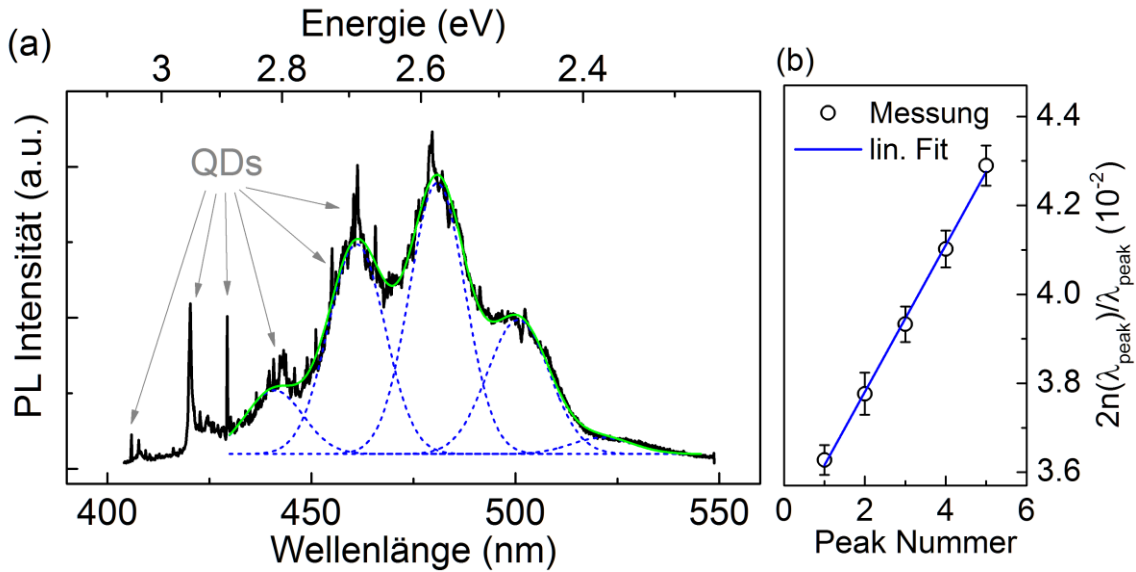 (a)
Energie (eV)
3 2.8 2.6 2.4
PL Intensität (a.u.)
QDs
400 450 500 550
Wellenlänge (nm)
(b)
Messung
lin. Fit
4.4
4.2
4.0
3.8
3.6
2n(λpeak)/λpeak (10⁻²)
0 2 4 6
Peak Nummer